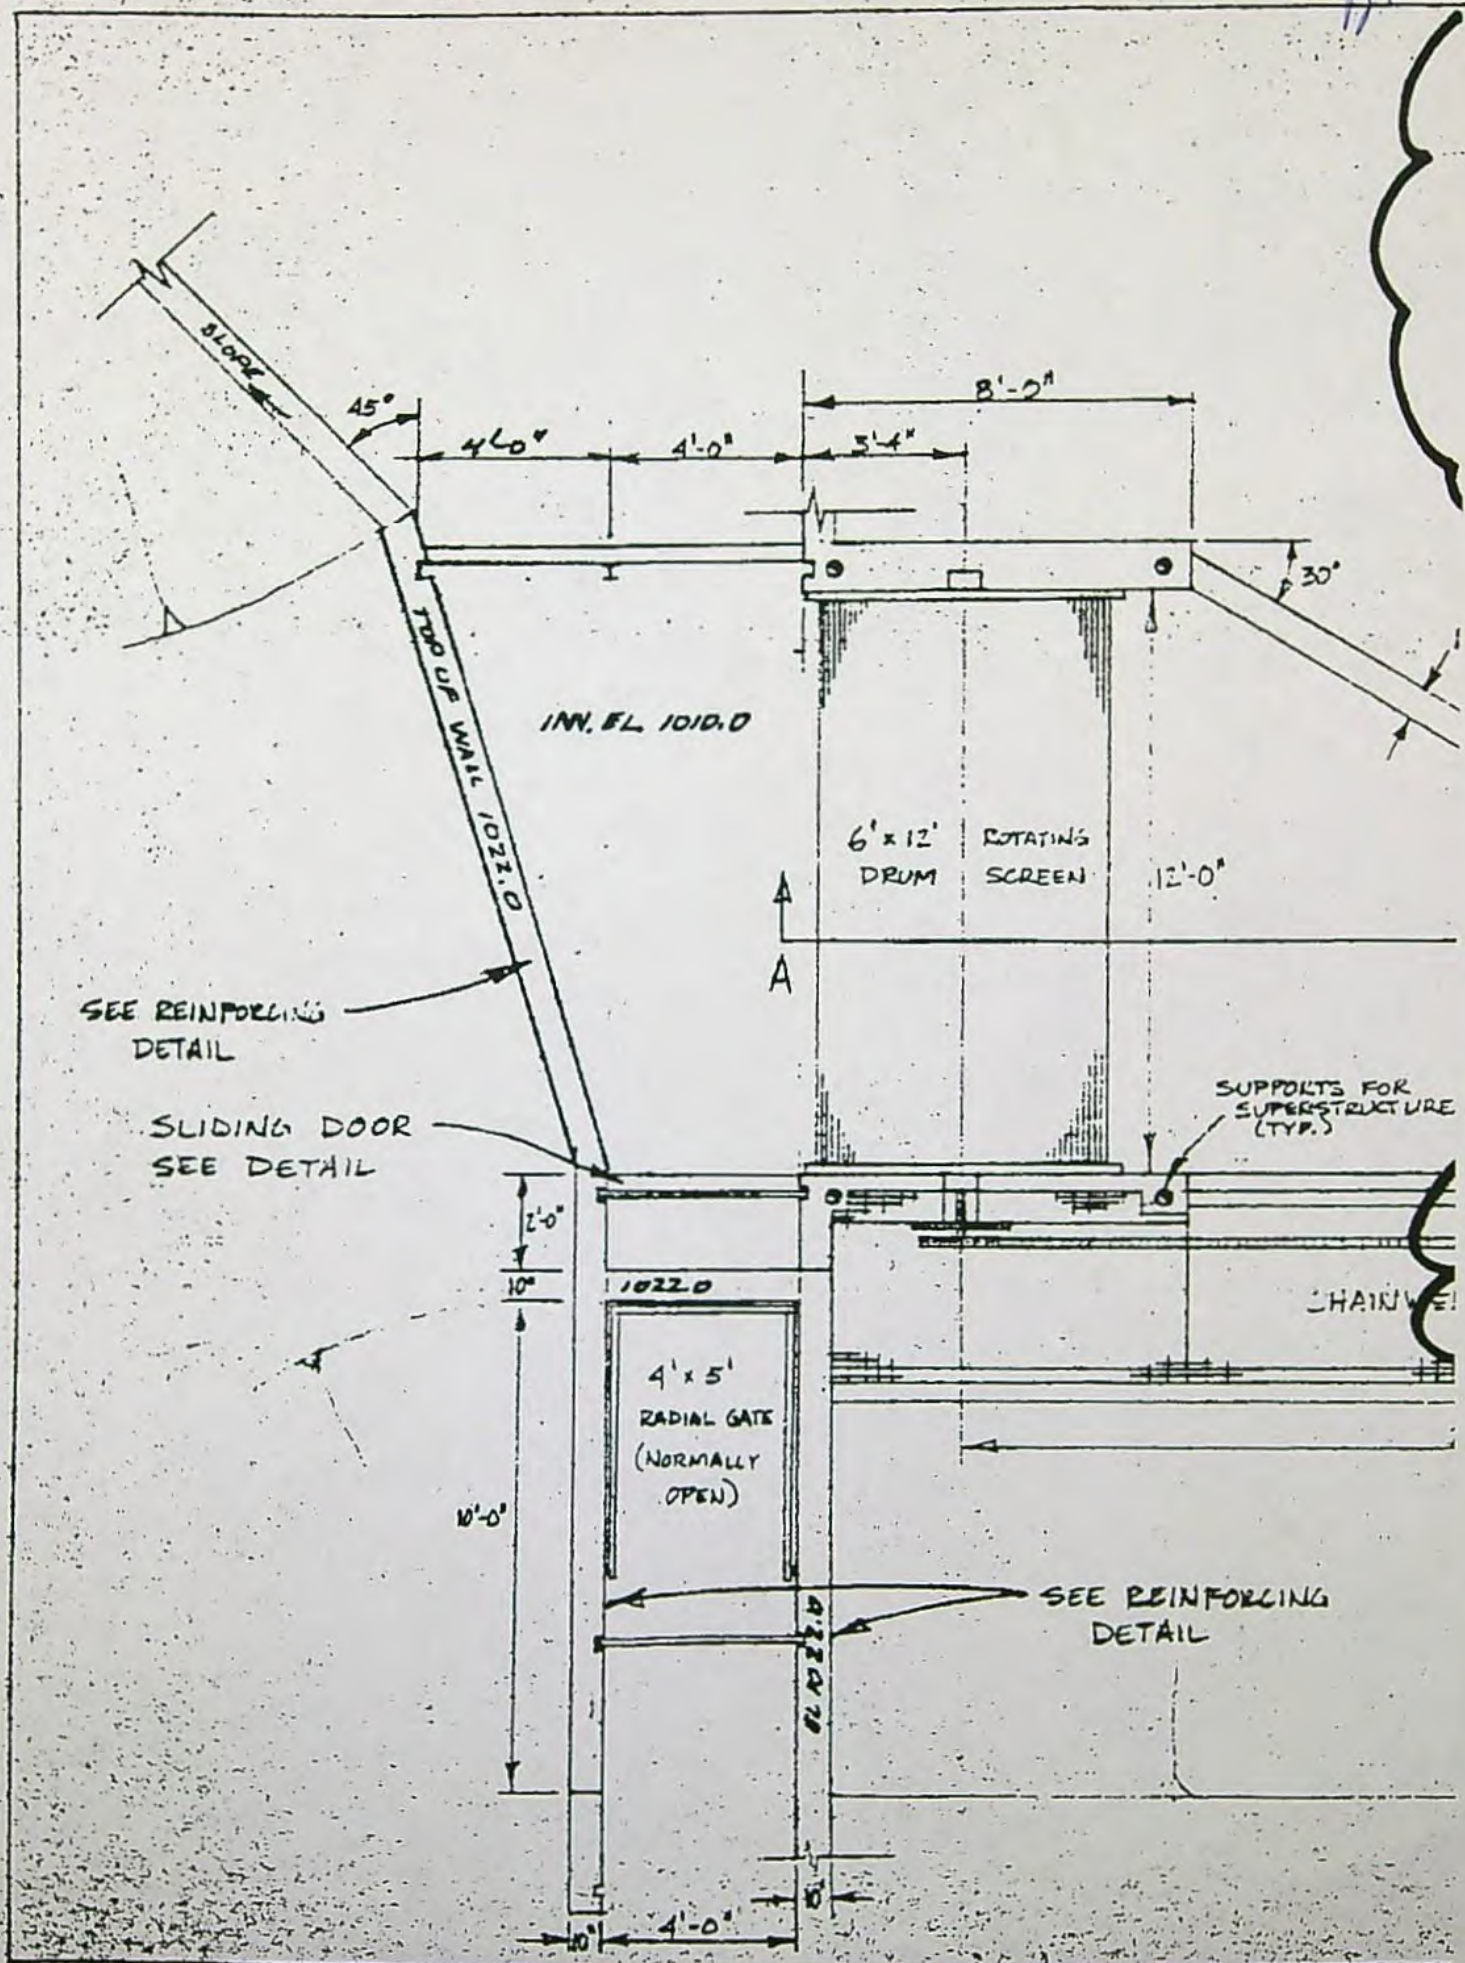 SLOPE
45°
4'-0"
4'-0"
3'-4"
8'-0"
30°
TOP OF WALL 1022.0
INV. EL. 1010.0
6' x 12' ROTATING
DRUM SCREEN
12'-0"
A
SEE REINFORCING
DETAIL
SLIDING DOOR
SEE DETAIL
SUPPORTS FOR
SUPERSTRUCTURE
(TYP.)
2'-0"
10"
1022.0
4' x 5'
RADIAL GATE
(NORMALLY
OPEN)
10'-0"
SEE REINFORCING
DETAIL
10"
4'-0"